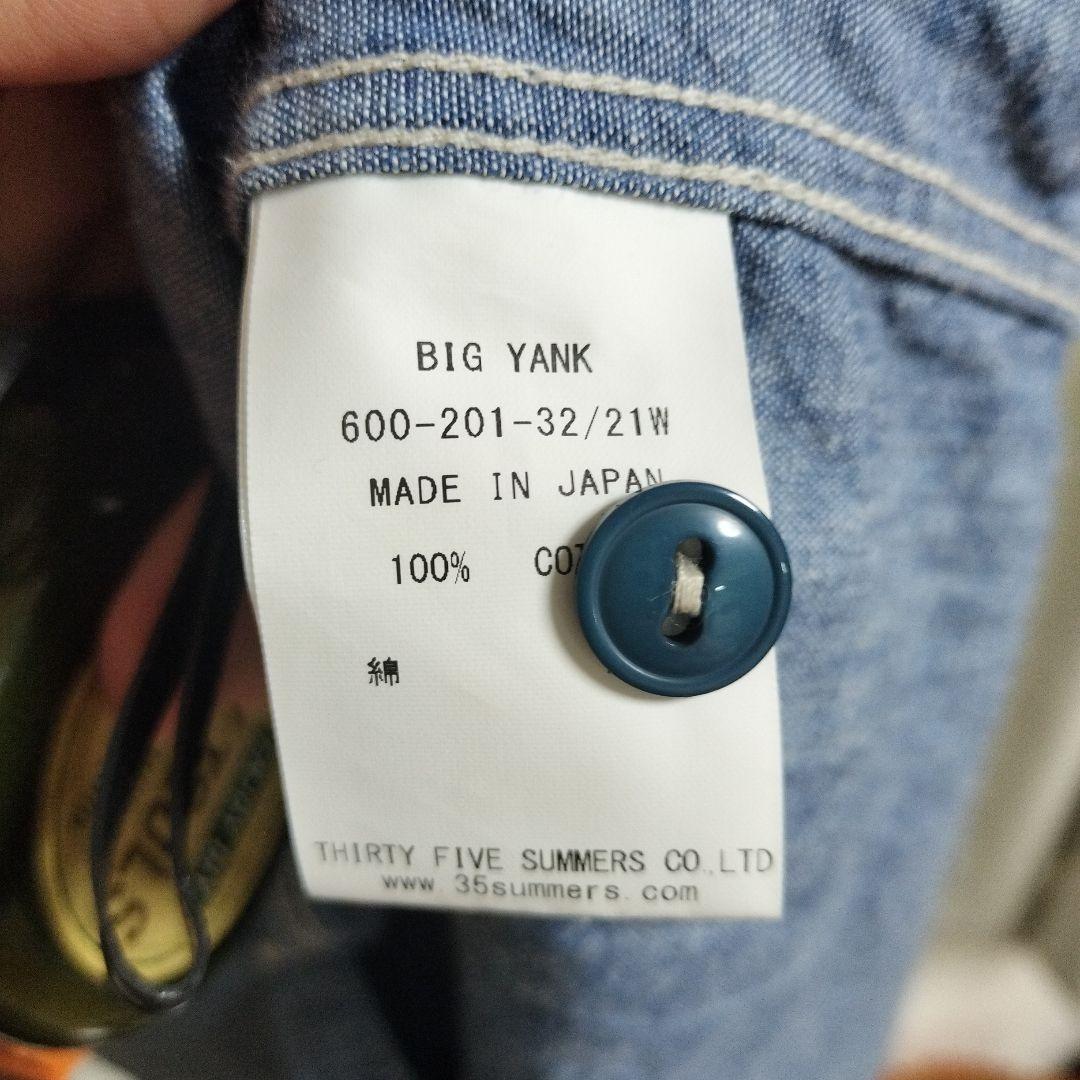 BIG YANK
600-201-32/21W
MADE IN JAPAN
100%
綿
THIRTY FIVE SUMMERS CO.,LTD
www.35summers.com